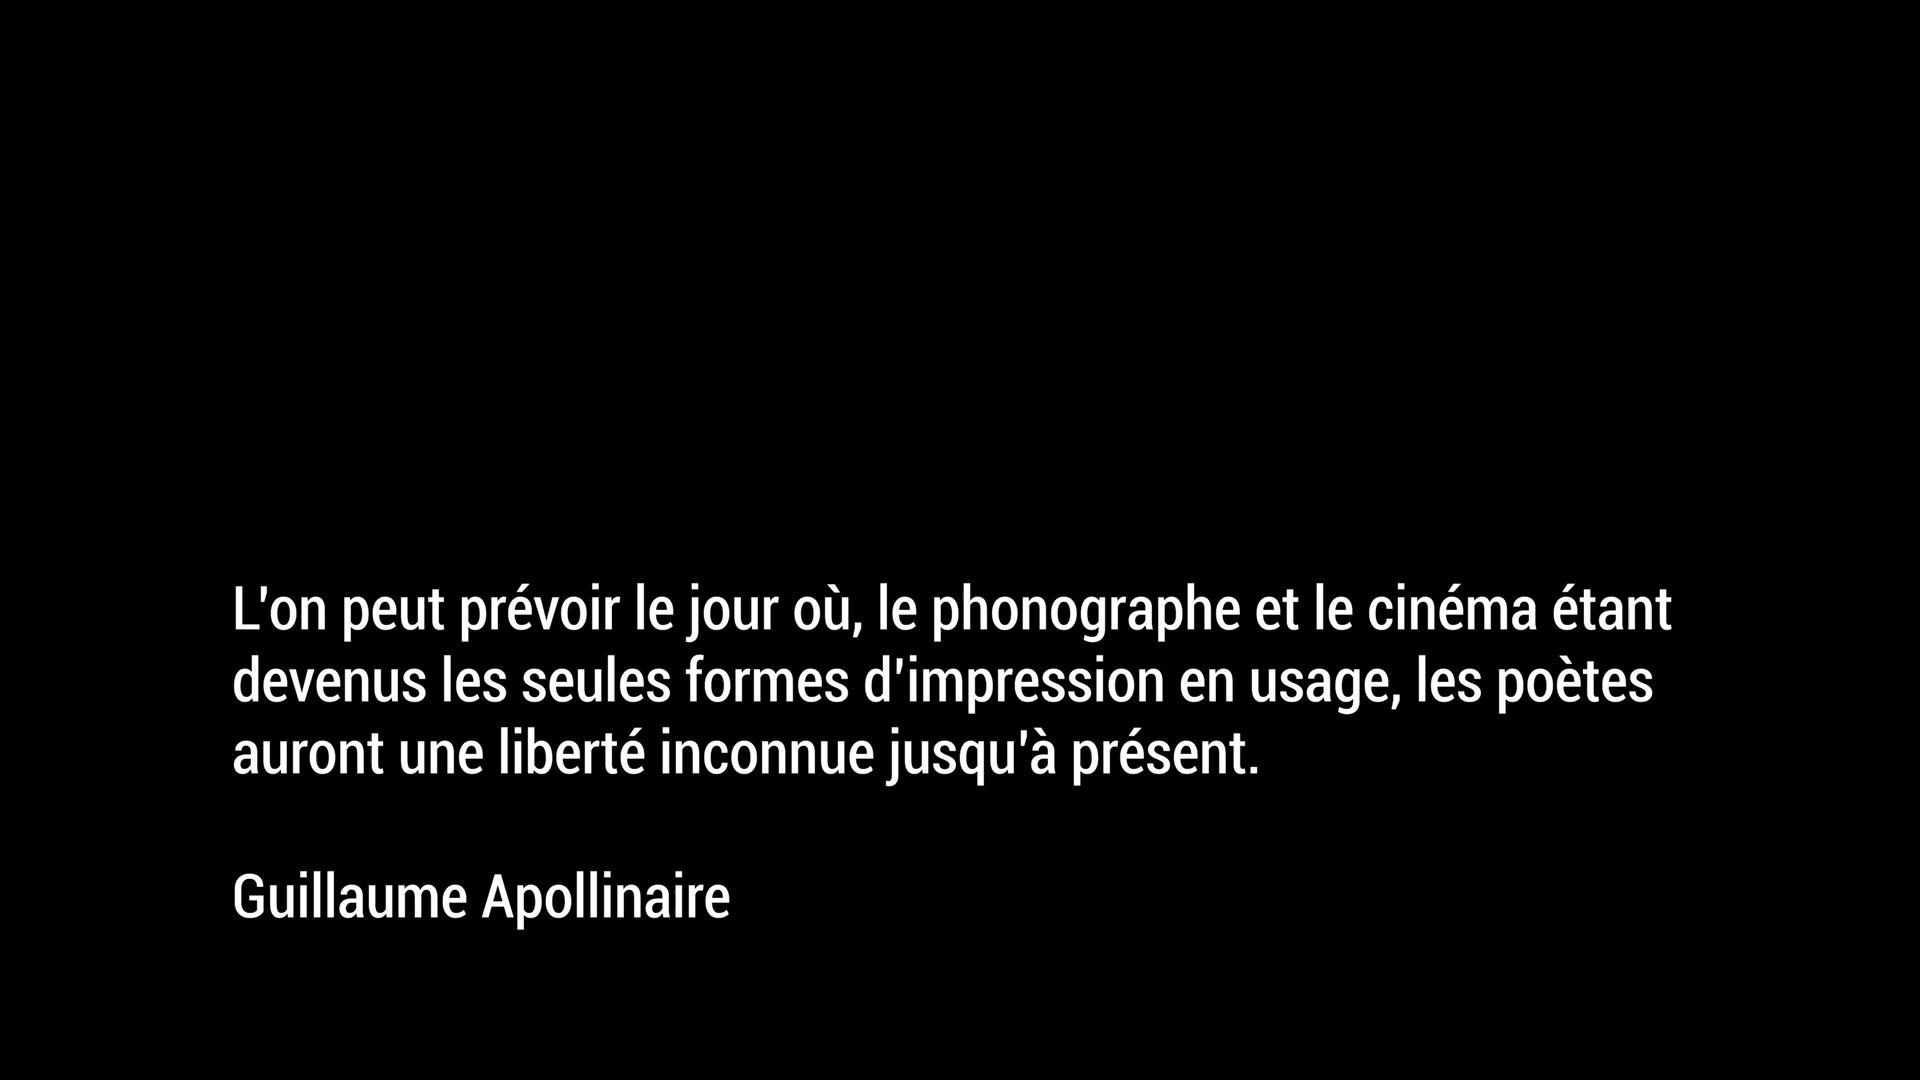 L'on peut prévoir le jour où, le phonographe et le cinéma étant
devenus les seules formes d'impression en usage, les poètes
auront une liberté inconnue jusqu'à présent.
Guillaume Apollinaire